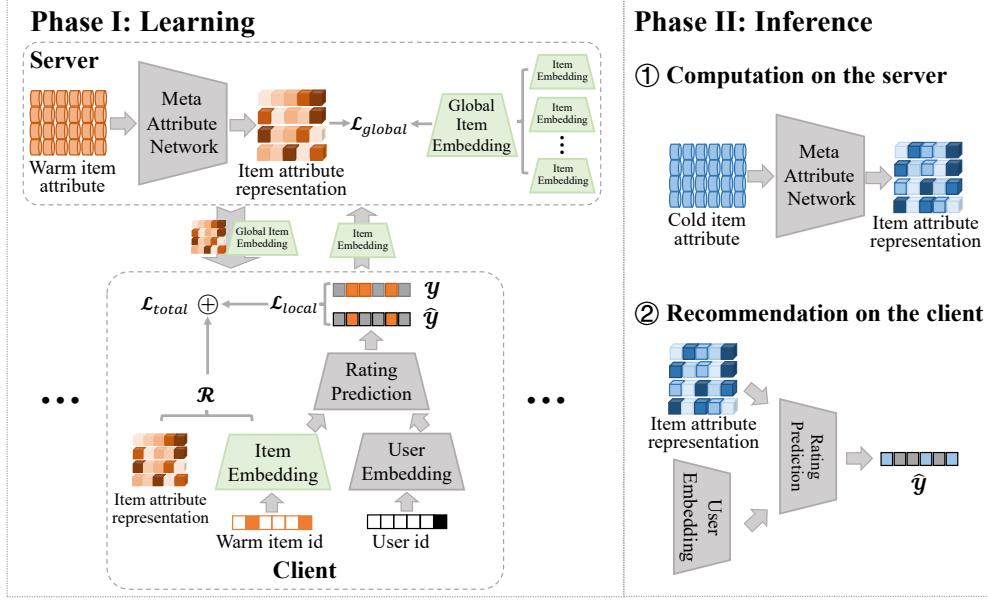 Phase I: Learning
Server
Warm item
attribute
Meta
Attribute
Network
Item attribute
representation
ℒglobal
Global
Item
Embedding
Item
Embedding
Item
Embedding
Item
Embedding
Global Item
Embedding
Item
Embedding
ℒtotal
ℒlocal
𝒴
𝒴̂
Rating
Prediction
ℛ
Item attribute
representation
Item
Embedding
User
Embedding
Warm item id
User id
Client
Phase II: Inference
① Computation on the server
Cold item
attribute
Meta
Attribute
Network
Item attribute
representation
② Recommendation on the client
Item attribute
representation
User
Embedding
Rating
Prediction
𝒴̂